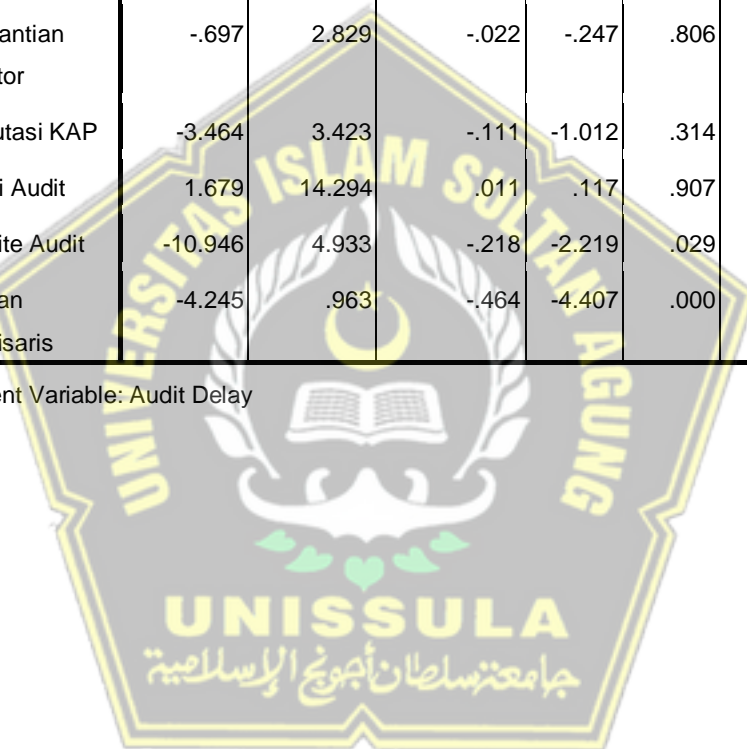 antian -.697 2.829 -.022 -.247 .806
tor
utasi KAP -3.464 3.423 -.111 -1.012 .314
i Audit 1.679 14.294 .011 .117 .907
ite Audit -10.946 4.933 -.218 -2.219 .029
an -4.245 .963 -.464 -4.407 .000
isaris
ent Variable: Audit Delay
UNIVERSITAS ISLAM SULTAN AGUNG
UNISSULA
جامعة سلطان أجونج الإسلامية